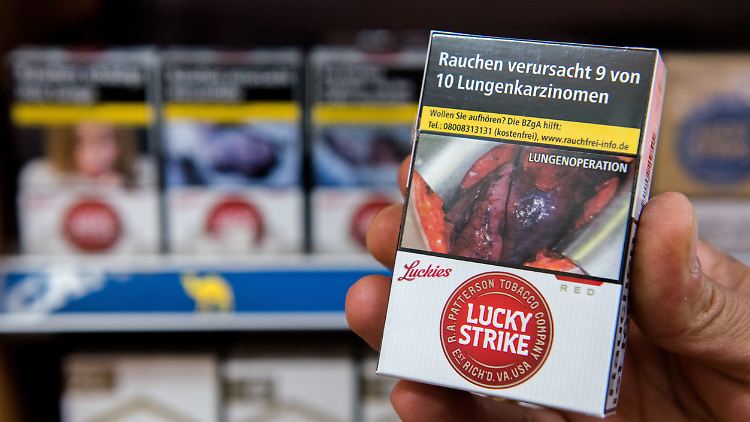 Rauchen verursacht 9 von
10 Lungenkarzinomen
Wollen Sie aufhören? Die BZgA hilft:
Tel.: 08008313131 (kostenfrei), www.rauchfrei-info.de
LUNGENOPERATION
Luckies
RED
R.A. PATTERSON TOBACCO COMPANY
LUCKY
STRIKE
EST RICH'D. VA. USA